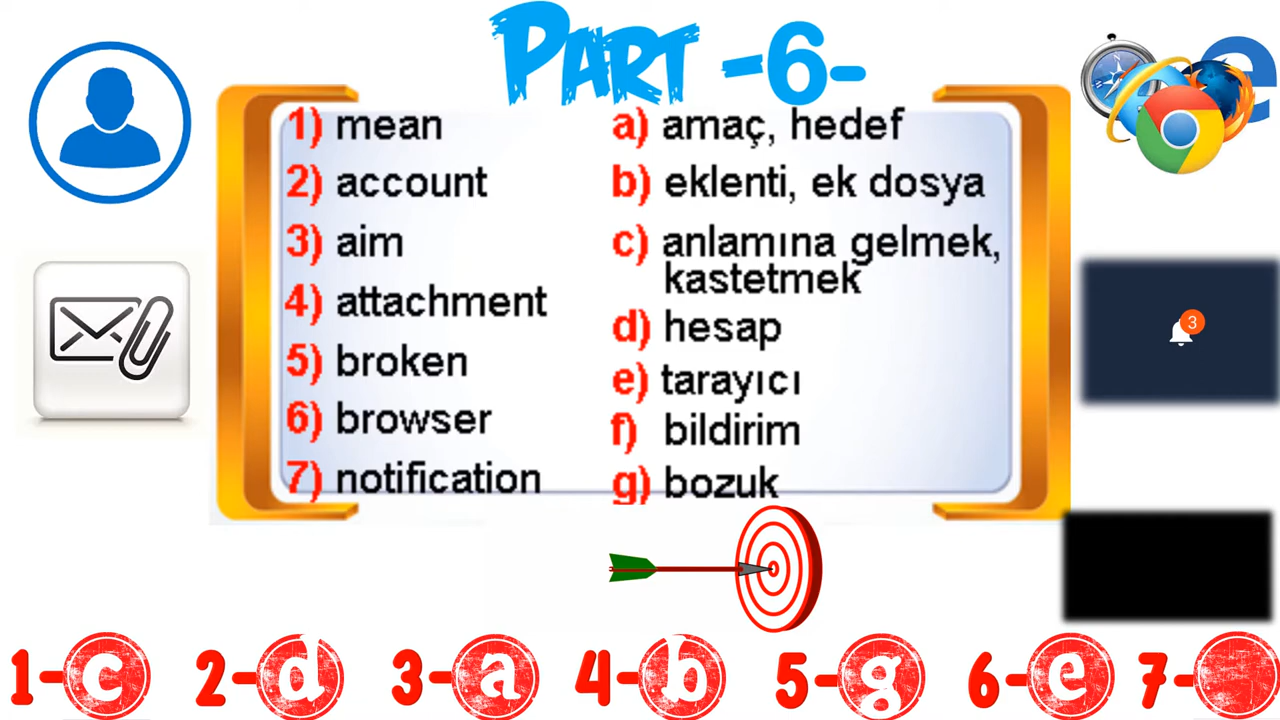 PART -6-
1) mean
2) account
3) aim
4) attachment
5) broken
6) browser
7) notification
a) amaç, hedef
b) eklenti, ek dosya
c) anlamına gelmek,
kastetmek
d) hesap
e) tarayıcı
f) bildirim
g) bozuk
3
1-c 2-d 3-a 4-b 5-g 6-e 7-